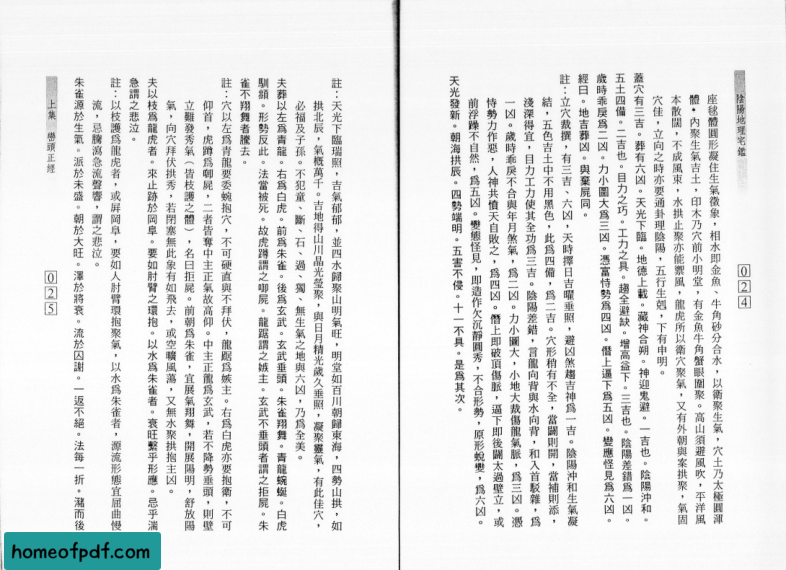 陰陽地理宅鑑
024
座毬體圓形凝住生氣徵象，相水即金魚、牛角砂分合水，以衛聚生氣，穴土乃太極圓渾
體，內聚生氣吉土，印木乃穴前小明堂，有金魚牛角蟹眼圍聚。高山須避風吹，平洋風
本散闊，不成風束，水拱止聚亦能禦風，龍虎所以衛穴聚氣，又有外朝與案拱聚，氣固
穴佳，立向之時亦要通卦理陰陽，五行生剋，下有申明。
蓋穴有三吉。葬有六凶。天光下臨。地德上載。藏神合朔。神迎鬼避。一吉也。陰陽沖和。
五土四備。二吉也。目力之巧。工力之具。趨全避缺。增高益下。三吉也。陰陽差錯為一凶。
歲時乖戾為二凶。力小圖大為三凶。憑富恃勢為四凶。僭上逼下為五凶。變應怪見為六凶。
經曰。地吉葬凶。與棄屍同。
註：立穴裁撰，有三吉、六凶，天時擇日吉曜垂照，避凶煞趨吉神為一吉。陰陽沖和生氣凝
結，五色吉土中不用黑色，此為四備，為二吉。穴形稍有不全，當闢則開，當補則添，
淺深得宜，目力工力使其全功為三吉。陰陽差錯，言龍向背與水向背，和入首駁雜，為
一凶。歲時乖戾不合與年月煞氣，為二凶。力小圖大，小地大裁傷龍氣脈，為三凶。憑
恃勢力作惡，人神共憤天自敗之，為四凶。僭上即破頂傷脈，逼下即後闢太過壁立，或
前浮躁不自然，為五凶。變態怪見，即造作欠沉靜圓秀，不合形勢，原形蛻變，為六凶。
天光發新。朝海拱辰。四勢端明。五害不侵。十一不具。是為其次。
註：天光下臨瑞照，吉氣郁郁，並四水歸聚山明氣旺，明堂如百川朝歸東海，四勢山拱，如
拱北辰，氣概萬千。吉地得山川晶光瑩聚，與日月精光歲久垂照，凝聚靈氣，有此佳穴，
必福及子孫。不犯童、斷、石、過、獨、無生氣之地與六凶，乃為全美。
夫葬以左為青龍。右為白虎。前為朱雀。後為玄武。玄武垂頭。朱雀翔舞。青龍蜿蜒。白虎
馴頫。形勢反此。法當被死。故虎蹲謂之啣屍。龍踞謂之嫉主。玄武不垂頭者謂之拒屍。朱
雀不翔舞者騰去。
註：穴以左為青龍要委蜿抱穴，不可硬直與不拜伏，龍踞為嫉主。右為白虎亦要抱衛，不可
仰首，虎蹲為啣屍，二者皆奪中主正氣故高仰。中主正龍為玄武，若不降勢垂頭，則壁
立難發秀氣（皆枝護之體），名曰拒屍。前朝為朱雀，宜展氣翔舞，開展陽明，舒放陽
氣，向穴拜伏拱秀，若閉塞無此象有如飛去，或空曠風蕩，又無水聚拱抱主凶。
夫以枝為龍虎者。來止跡於岡阜。要如肘臂之環抱。以水為朱雀者。衰旺繫乎形應。忌乎湍
急謂之悲泣。
註：以枝護為龍虎者，或屏岡阜，要如人肘臂環抱聚氣，以水為朱雀者，源流形態宜屈曲慢
流，忌騰瀉急流聲響，謂之悲泣。
朱雀源於生氣。派於未盛。朝於大旺。澤於將衰。流於囚謝。一返不絕。法每一折。瀦而後
上集　巒頭正經
025
homeofpdf.com